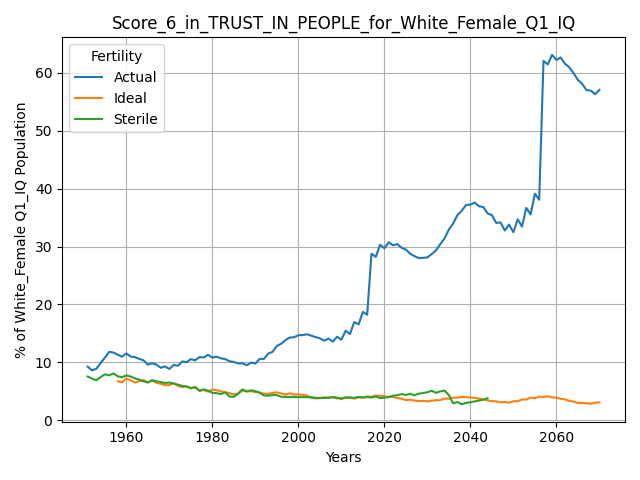 Score_6_in_TRUST_IN_PEOPLE_for_White_Female_Q1_IQ
Fertility
Actual
Ideal
Sterile
% of White_Female Q1_IQ Population
60
50
40
30
20
10
0
1960 1980 2000 2020 2040 2060
Years